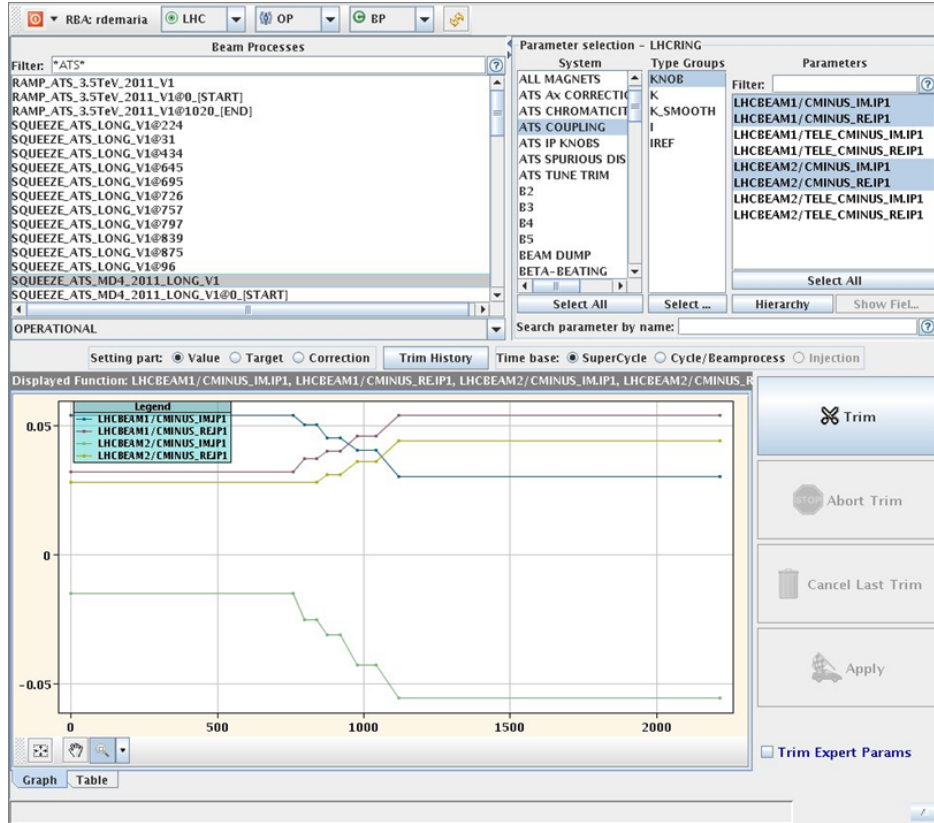 RBA: rdemaria LHC OP BP
Beam Processes
Filter: *ATS*
RAMP_ATS_3.5TeV_2011_V1
RAMP_ATS_3.5TeV_2011_V1@0_[START]
RAMP_ATS_3.5TeV_2011_V1@1020_[END]
SQUEEZE_ATS_LONG_V1@224
SQUEEZE_ATS_LONG_V1@31
SQUEEZE_ATS_LONG_V1@434
SQUEEZE_ATS_LONG_V1@645
SQUEEZE_ATS_LONG_V1@695
SQUEEZE_ATS_LONG_V1@726
SQUEEZE_ATS_LONG_V1@757
SQUEEZE_ATS_LONG_V1@797
SQUEEZE_ATS_LONG_V1@839
SQUEEZE_ATS_LONG_V1@875
SQUEEZE_ATS_LONG_V1@96
SQUEEZE_ATS_MD4_2011_LONG_V1
SQUEEZE_ATS_MD4_2011_LONG_V1@0_[START]
OPERATIONAL
Parameter selection - LHCRING
System
ALL MAGNETS
ATS Ax CORRECTI
ATS CHROMATICIT
ATS COUPLING
ATS IP KNOBS
ATS SPURIOUS DIS
ATS TUNE TRIM
B2
B3
B4
B5
BEAM DUMP
BETA-BEATING
Select All
Type Groups
KNOB
K
K_SMOOTH
I
IREF
Select ...
Parameters
Filter:
LHCBEAM1/CMINUS_IM.IP1
LHCBEAM1/CMINUS_RE.IP1
LHCBEAM1/TELE_CMINUS_IM.IP1
LHCBEAM1/TELE_CMINUS_RE.IP1
LHCBEAM2/CMINUS_IM.IP1
LHCBEAM2/CMINUS_RE.IP1
LHCBEAM2/TELE_CMINUS_IM.IP1
LHCBEAM2/TELE_CMINUS_RE.IP1
Select All
Hierarchy Show Fiel...
Search parameter by name:
Setting part: Value Target Correction Trim History Time base: SuperCycle Cycle/Beamprocess Injection
Displayed Function: LHCBEAM1/CMINUS_IM.IP1, LHCBEAM1/CMINUS_RE.IP1, LHCBEAM2/CMINUS_IM.IP1, LHCBEAM2/CMINUS_R
Legend
LHCBEAM1/CMINUS_IM.IP1
LHCBEAM1/CMINUS_RE.IP1
LHCBEAM2/CMINUS_IM.IP1
LHCBEAM2/CMINUS_RE.IP1
0.05
0
-0.05
0 500 1000 1500 2000
Graph Table
Trim
STOP Abort Trim
Cancel Last Trim
Apply
Trim Expert Params